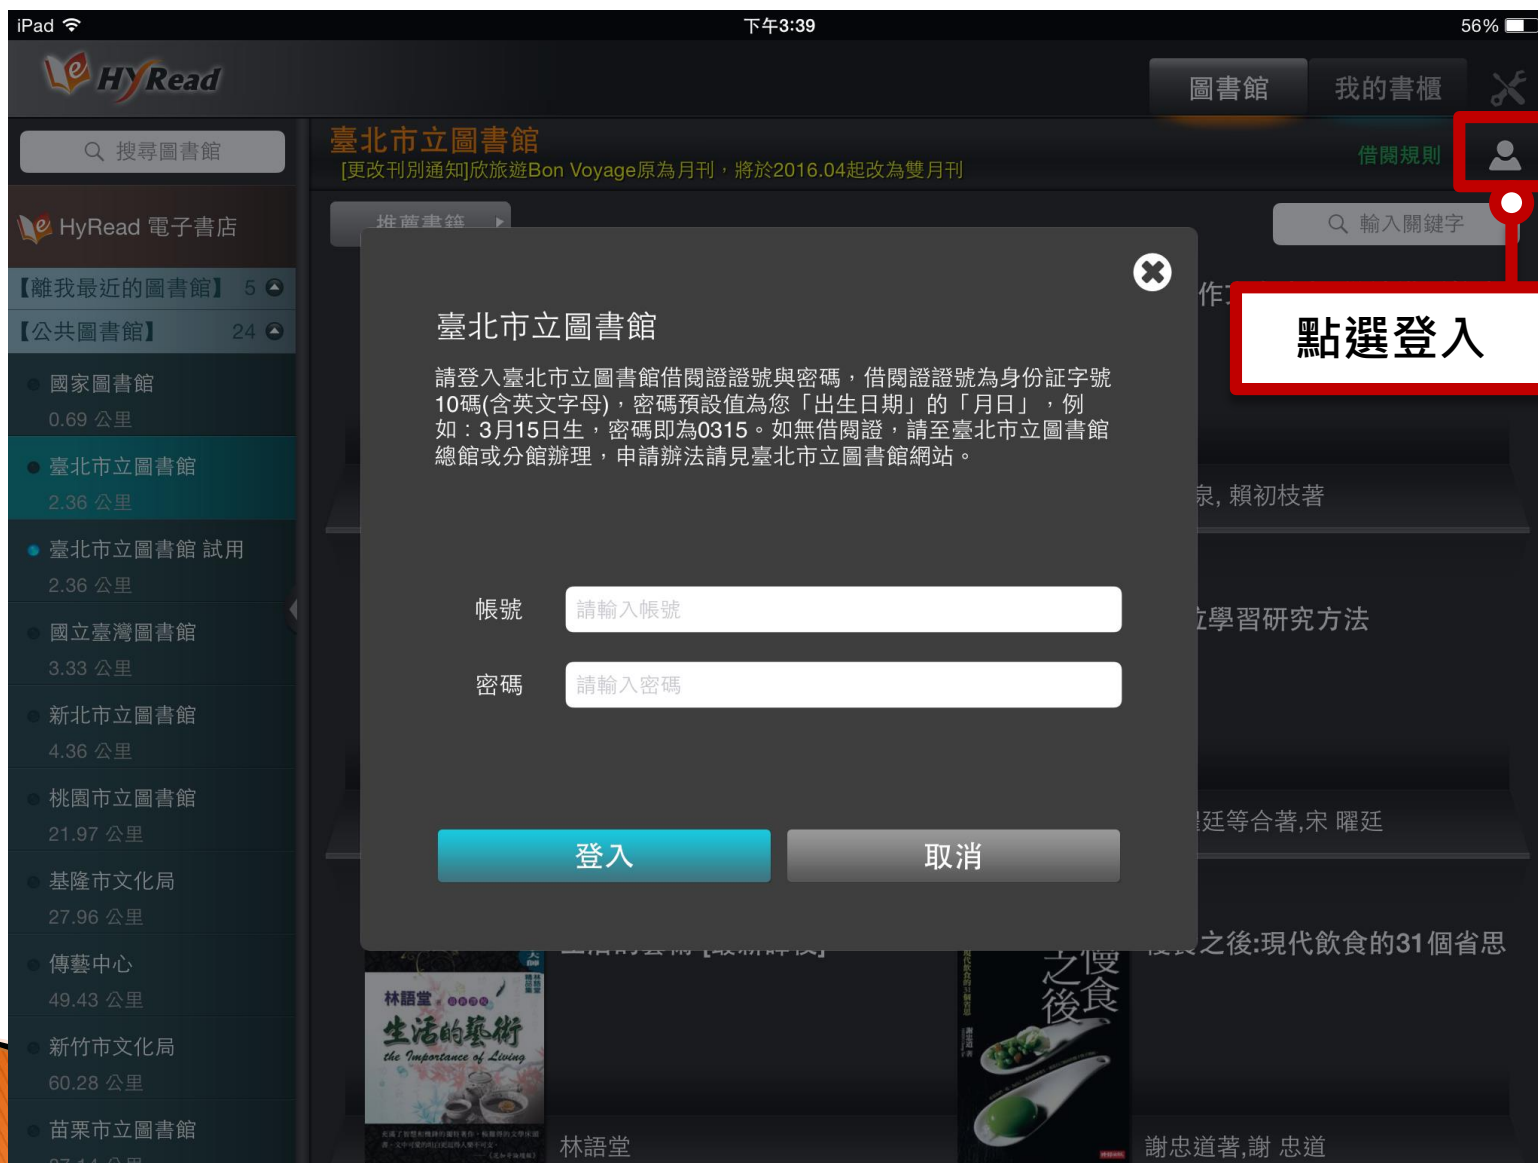 iPad
下午3:39
56%
HyRead
圖書館
我的書櫃
搜尋圖書館
臺北市立圖書館
[更改刊別通知]欣旅遊Bon Voyage原為月刊，將於2016.04起改為雙月刊
借閱規則
HyRead 電子書店
推薦書籍
輸入關鍵字
【離我最近的圖書館】 5
【公共圖書館】 24
點選登入
國家圖書館
0.69 公里
臺北市立圖書館
2.36 公里
臺北市立圖書館 試用
2.36 公里
國立臺灣圖書館
3.33 公里
新北市立圖書館
4.36 公里
桃園市立圖書館
21.97 公里
基隆市文化局
27.96 公里
傳藝中心
49.43 公里
新竹市文化局
60.28 公里
苗栗市立圖書館
臺北市立圖書館
請登入臺北市立圖書館借閱證證號與密碼，借閱證證號為身份証字號
10碼(含英文字母)，密碼預設值為您「出生日期」的「月日」，例
如：3月15日生，密碼即為0315。如無借閱證，請至臺北市立圖書館
總館或分館辦理，申請辦法請見臺北市立圖書館網站。
帳號
請輸入帳號
密碼
請輸入密碼
登入
取消
作
泉, 賴初枝著
學習研究方法
廷等合著,宋 曜廷
之後:現代飲食的31個省思
林語堂
生活的藝術
the Importance of Living
林語堂
慢食之後
謝忠道著,謝 忠道